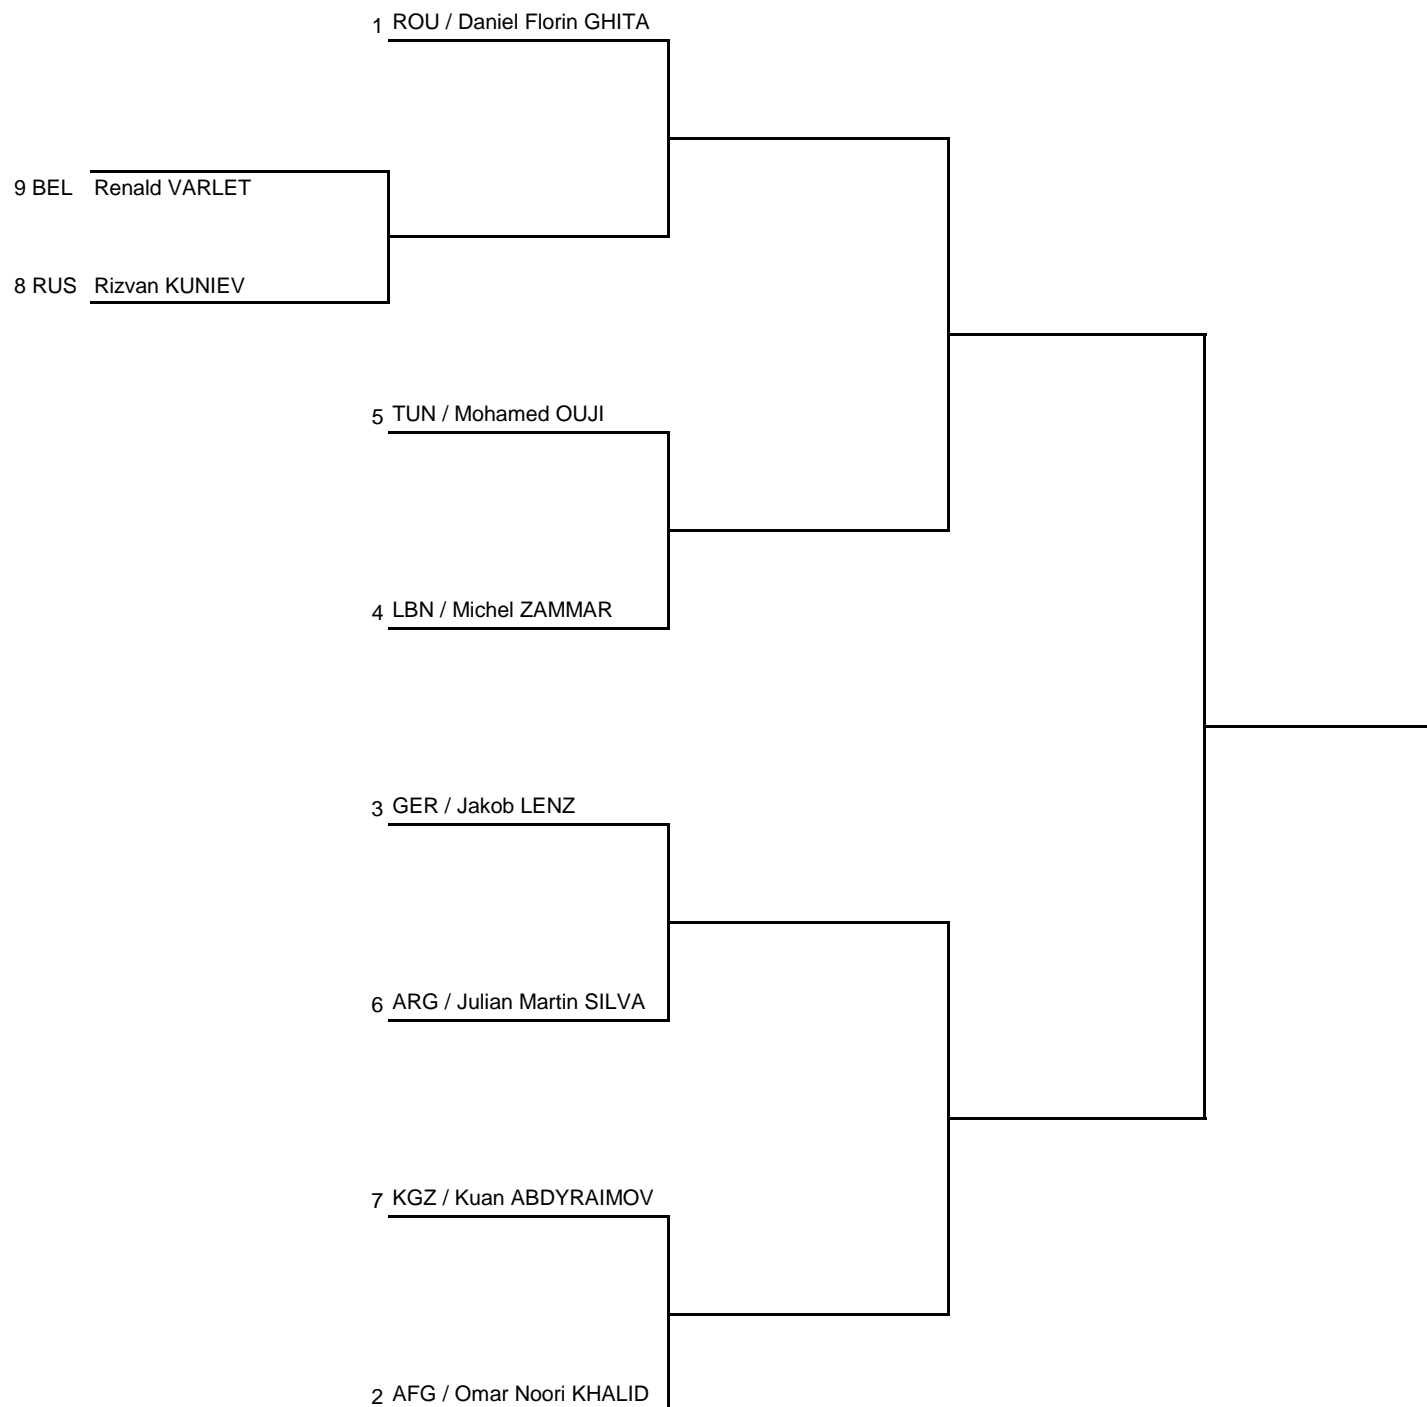 1 ROU / Daniel Florin GHITA
9 BEL Renald VARLET
8 RUS Rizvan KUNIEV
5 TUN / Mohamed OUJI
4 LBN / Michel ZAMMAR
3 GER / Jakob LENZ
6 ARG / Julian Martin SILVA
7 KGZ / Kuan ABDYRAIMOV
2 AFG / Omar Noori KHALID